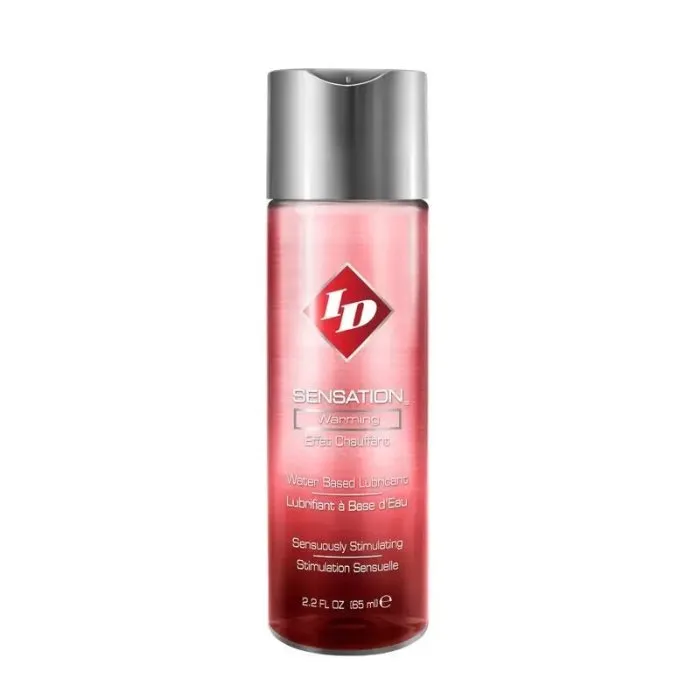 ID
SENSATION
Warming
Effet Chauffant
Water Based Lubricant
Lubrifiant à Base d'Eau
Sensuously Stimulating
Stimulation Sensuelle
2.2 FL OZ (65 ml) e